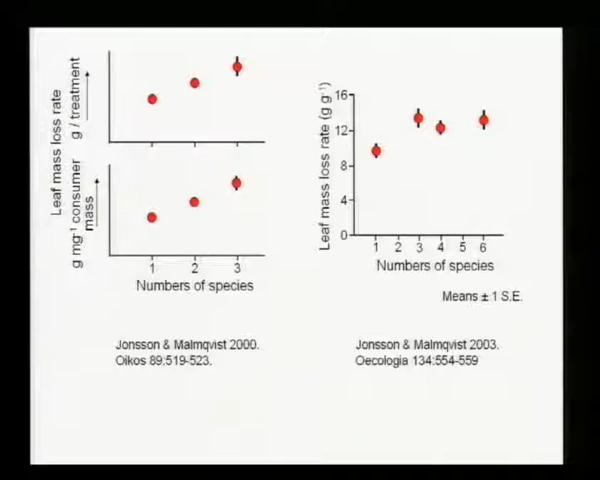 Leaf mass loss rate
g / treatment
g mg⁻¹ consumer
mass
1 2 3
Numbers of species
Jonsson & Malmqvist 2000.
Oikos 89:519-523.
Leaf mass loss rate (g g⁻¹)
16
12
8
4
0
1 2 3 4 5 6
Numbers of species
Means ± 1 S.E.
Jonsson & Malmqvist 2003.
Oecologia 134:554-559